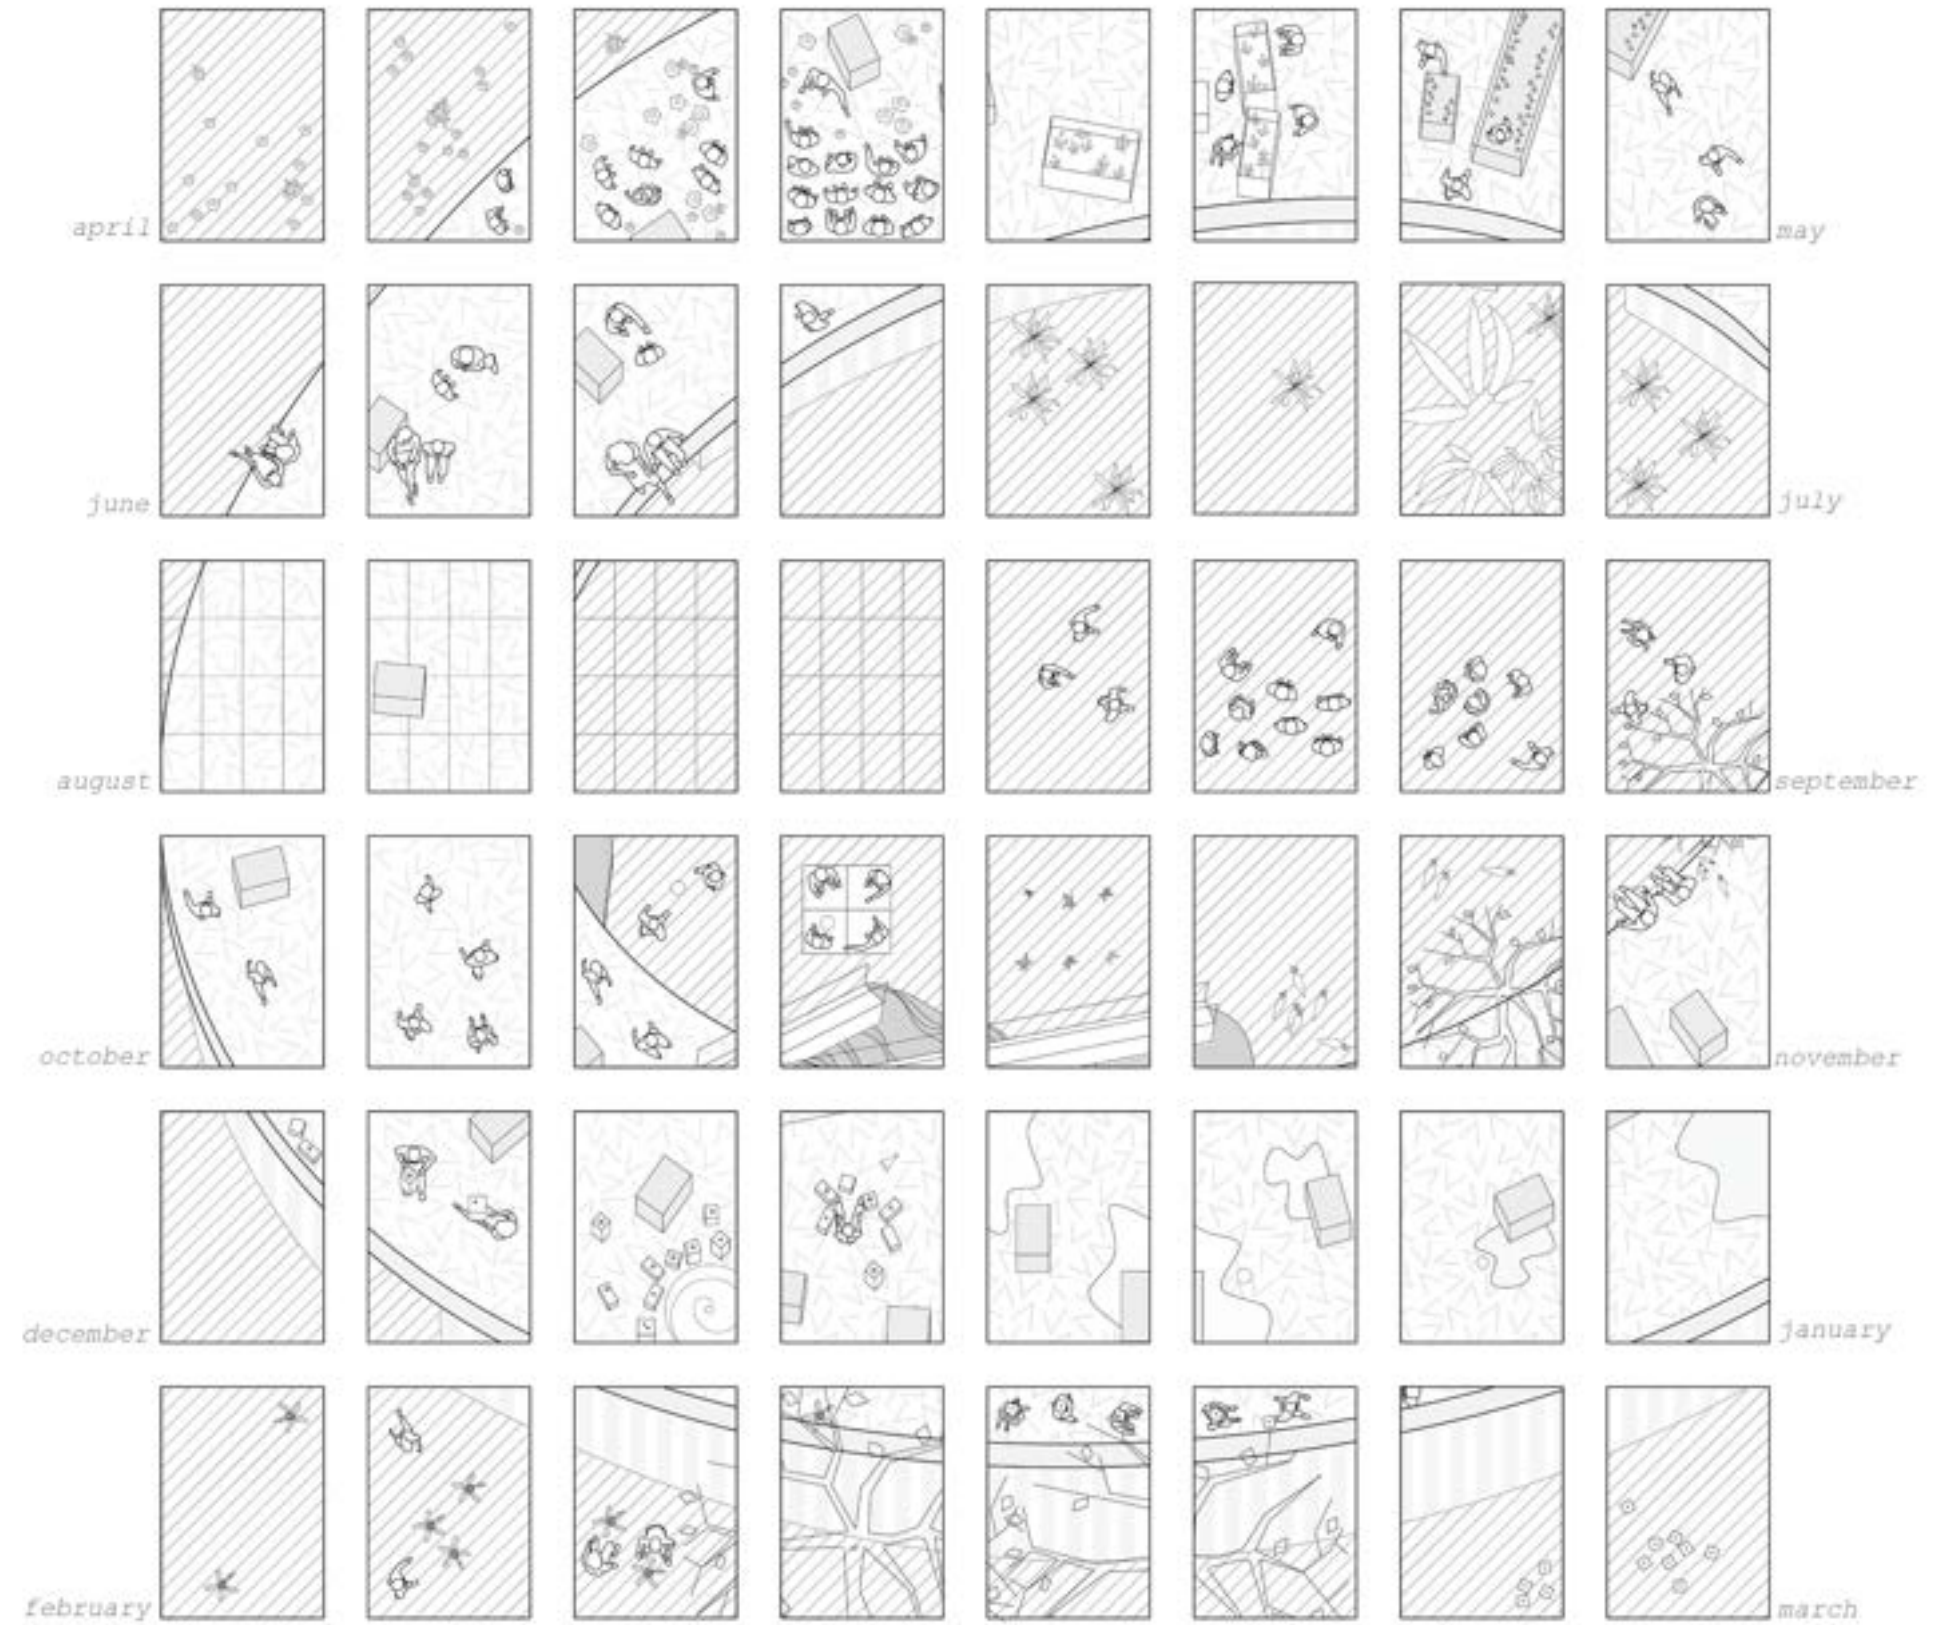 april
may
june
july
august
september
october
november
december
january
february
march